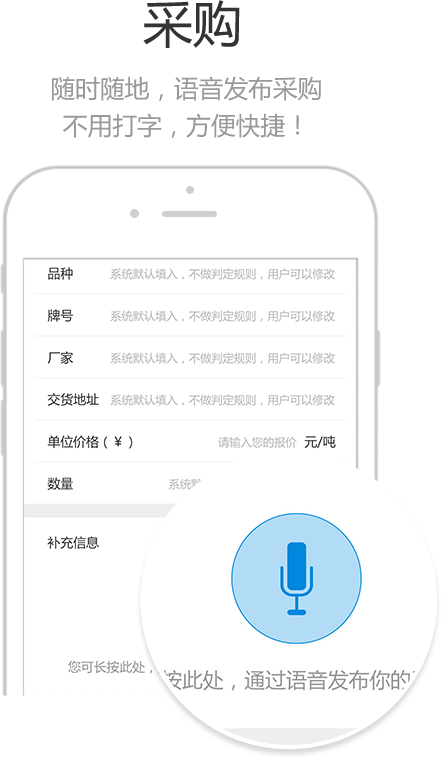 采购
随时随地，语音发布采购
不用打字，方便快捷！
品种 系统默认填入，不做判定规则，用户可以修改
牌号 系统默认填入，不做判定规则，用户可以修改
厂家 系统默认填入，不做判定规则，用户可以修改
交货地址 系统默认填入，不做判定规则，用户可以修改
单位价格（￥） 请输入您的报价 元/吨
数量 系统
补充信息
您可长按此处，
按此处，通过语音发布你的